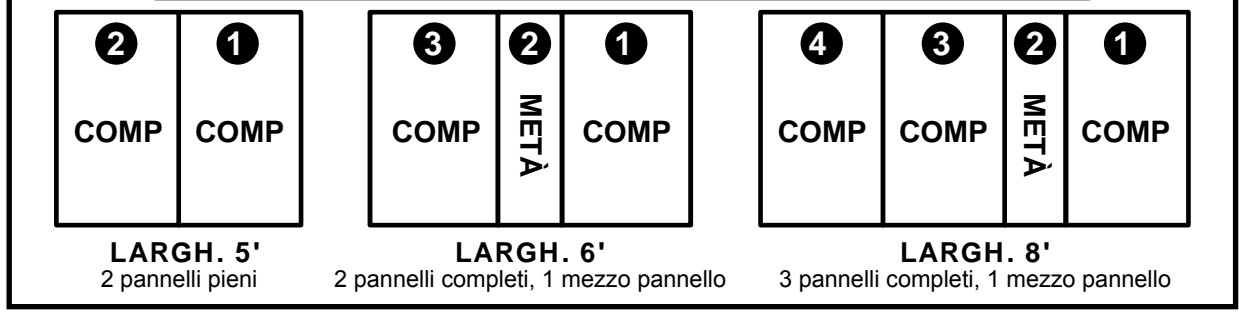 2 1
COMP COMP
LARGH. 5'
2 pannelli pieni
3 2 1
COMP METÀ COMP
LARGH. 6'
2 pannelli completi, 1 mezzo pannello
4 3 2 1
COMP COMP METÀ COMP
LARGH. 8'
3 pannelli completi, 1 mezzo pannello